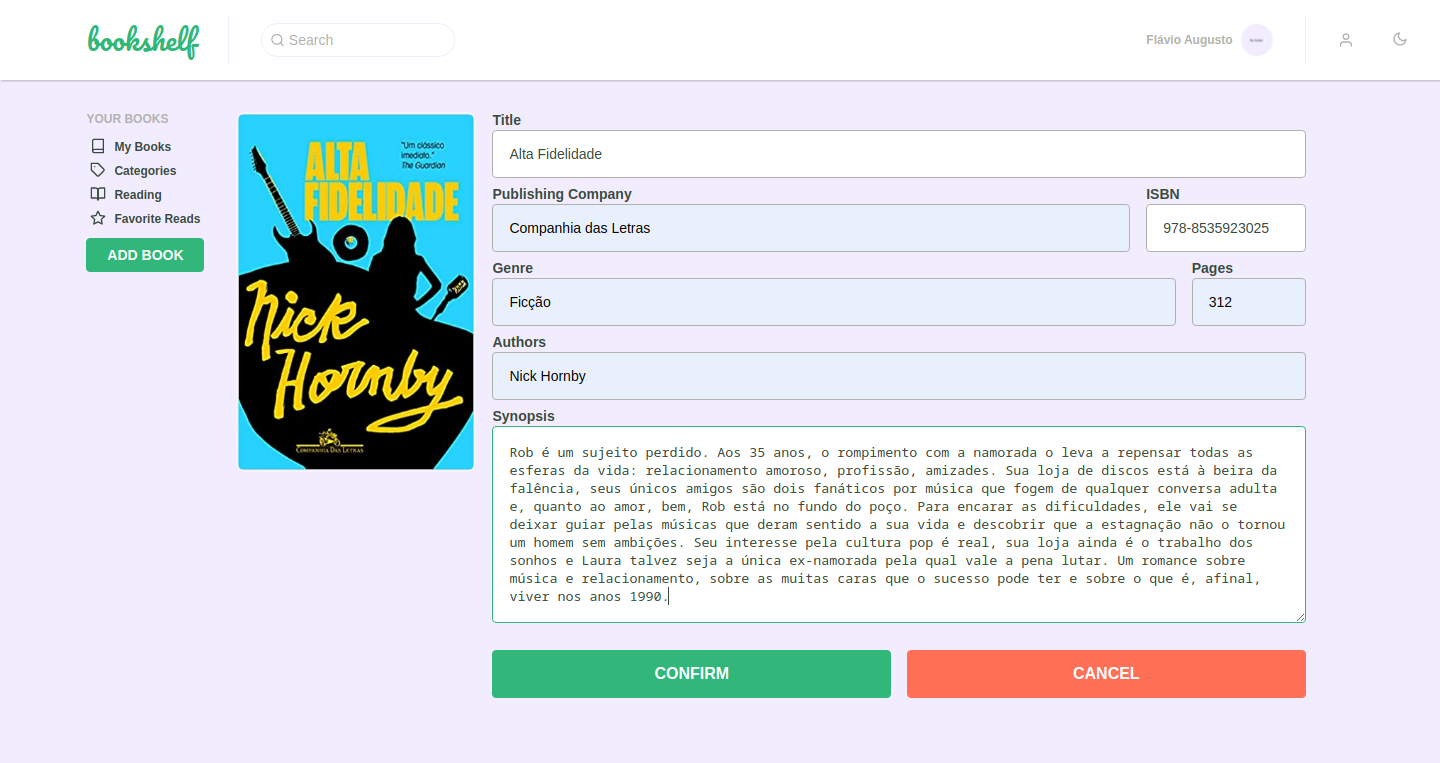 bookshelf
Search
Flávio Augusto
YOUR BOOKS
My Books
Categories
Reading
Favorite Reads
ADD BOOK
ALTA
FIDELIDADE
"Um clássico
imediato."
The Guardian
Nick
Hornby
COMPANHIA DAS LETRAS
Title
Alta Fidelidade
Publishing Company
ISBN
Companhia das Letras
978-8535923025
Genre
Pages
Ficção
312
Authors
Nick Hornby
Synopsis
Rob é um sujeito perdido. Aos 35 anos, o rompimento com a namorada o leva a repensar todas as
esferas da vida: relacionamento amoroso, profissão, amizades. Sua loja de discos está à beira da
falência, seus únicos amigos são dois fanáticos por música que fogem de qualquer conversa adulta
e, quanto ao amor, bem, Rob está no fundo do poço. Para encarar as dificuldades, ele vai se
deixar guiar pelas músicas que deram sentido a sua vida e descobrir que a estagnação não o tornou
um homem sem ambições. Seu interesse pela cultura pop é real, sua loja ainda é o trabalho dos
sonhos e Laura talvez seja a única ex-namorada pela qual vale a pena lutar. Um romance sobre
música e relacionamento, sobre as muitas caras que o sucesso pode ter e sobre o que é, afinal,
viver nos anos 1990.
CONFIRM
CANCEL